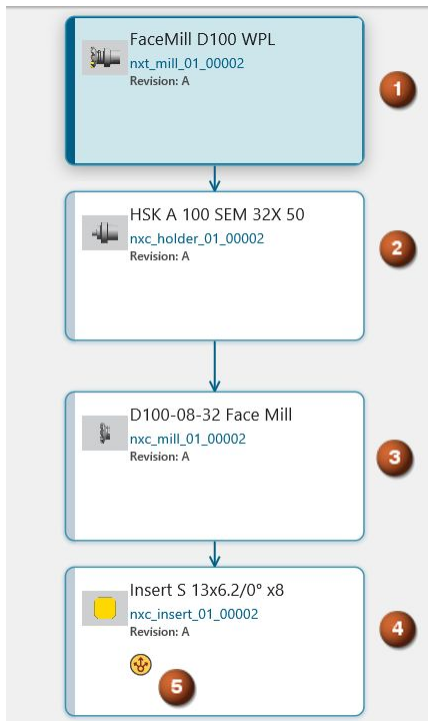 FaceMill D100 WPL
nxt_mill_01_00002
Revision: A
1
HSK A 100 SEM 32X 50
nxc_holder_01_00002
Revision: A
2
D100-08-32 Face Mill
nxc_mill_01_00002
Revision: A
3
Insert S 13x6.2/0° x8
nxc_insert_01_00002
Revision: A
4
5